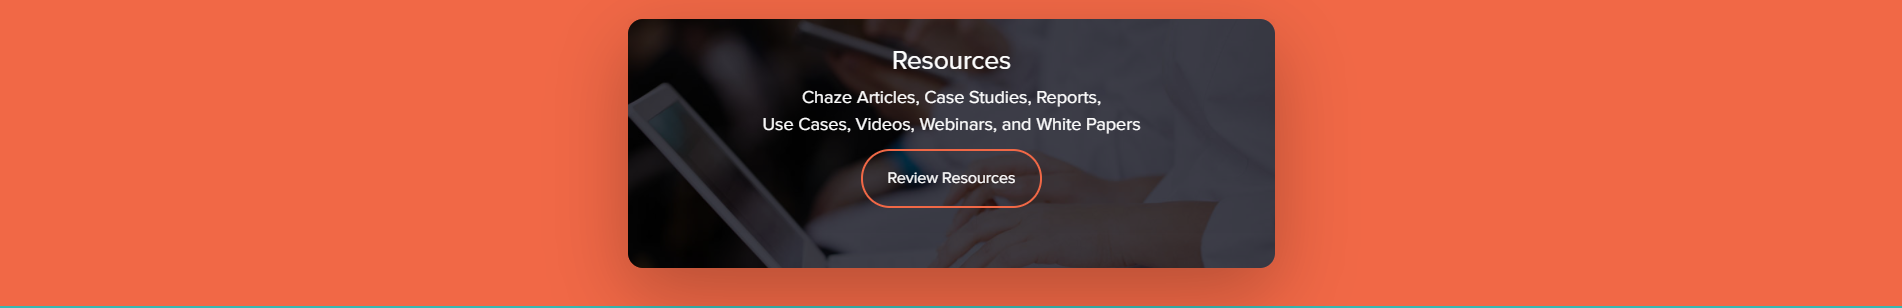 Resources
Chaze Articles, Case Studies, Reports,
Use Cases, Videos, Webinars, and White Papers
Review Resources